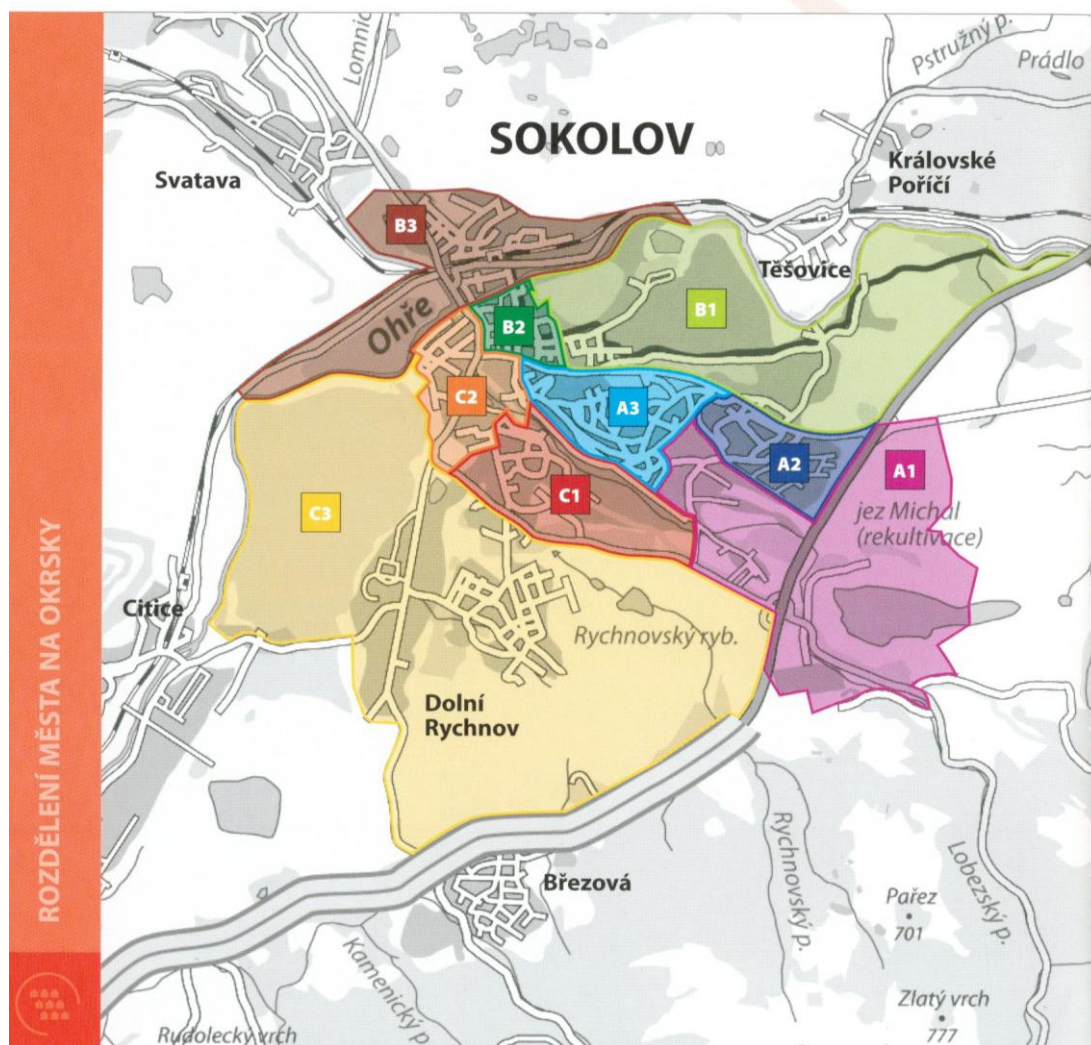 ROZDĚLENÍ MĚSTA NA OKRSKY
Lomnic
Pstružný p.
Prádlo
SOKOLOV
Svatava
Královské
Poříčí
B3
Těšovice
B1
Ohře
B2
C2
A3
A2
A1
C1
C3
jez Michal
(rekultivace)
Citice
Rychnovský ryb.
Dolní
Rychnov
Březová
Rychnovský p.
Lobezský p.
Pařez
701
Kamenický p.
Zlatý vrch
777
Rudolecký vrch